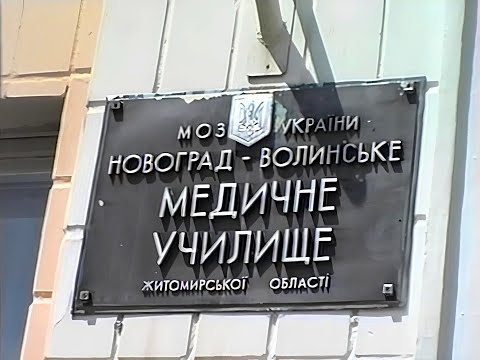 МОЗ УКРАЇНИ
НОВОГРАД - ВОЛИНСЬКЕ
МЕДИЧНЕ
УЧИЛИЩЕ
ЖИТОМИРСЬКОЇ ОБЛАСТІ